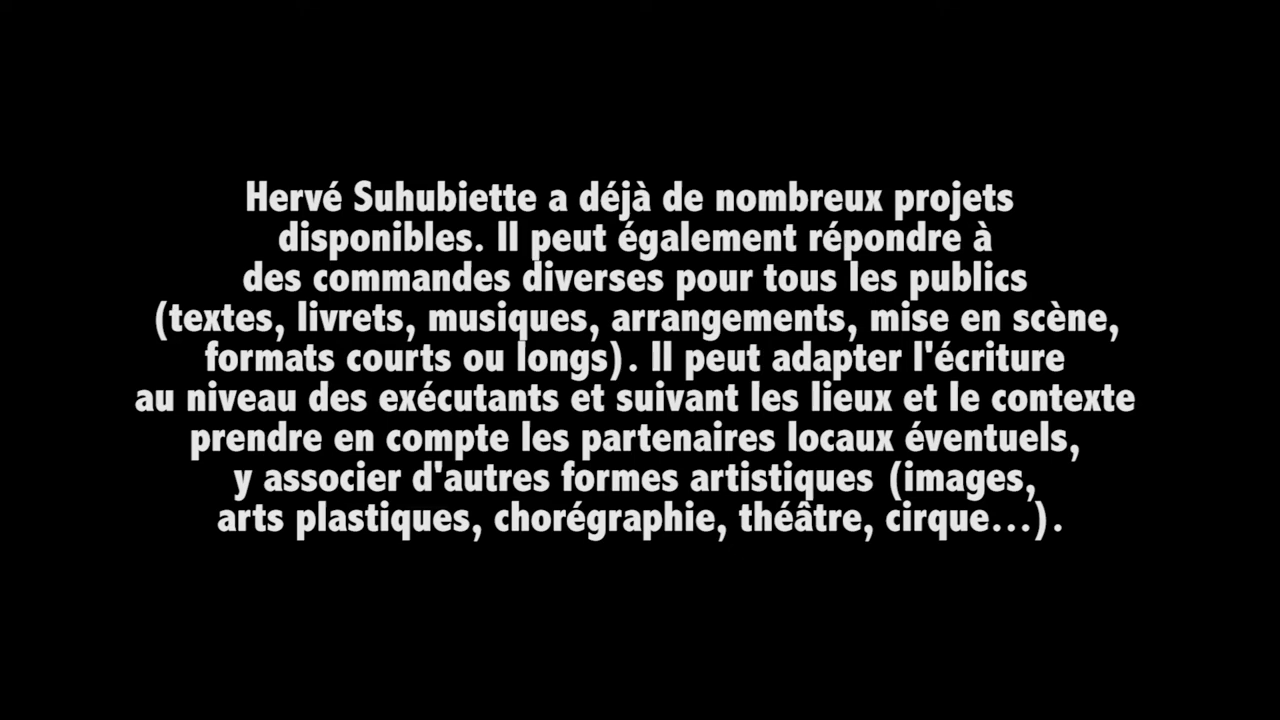 Hervé Suhubiette a déjà de nombreux projets
disponibles. Il peut également répondre à
des commandes diverses pour tous les publics
(textes, livrets, musiques, arrangements, mise en scène,
formats courts ou longs). Il peut adapter l'écriture
au niveau des exécutants et suivant les lieux et le contexte
prendre en compte les partenaires locaux éventuels,
y associer d'autres formes artistiques (images,
arts plastiques, chorégraphie, théâtre, cirque...).